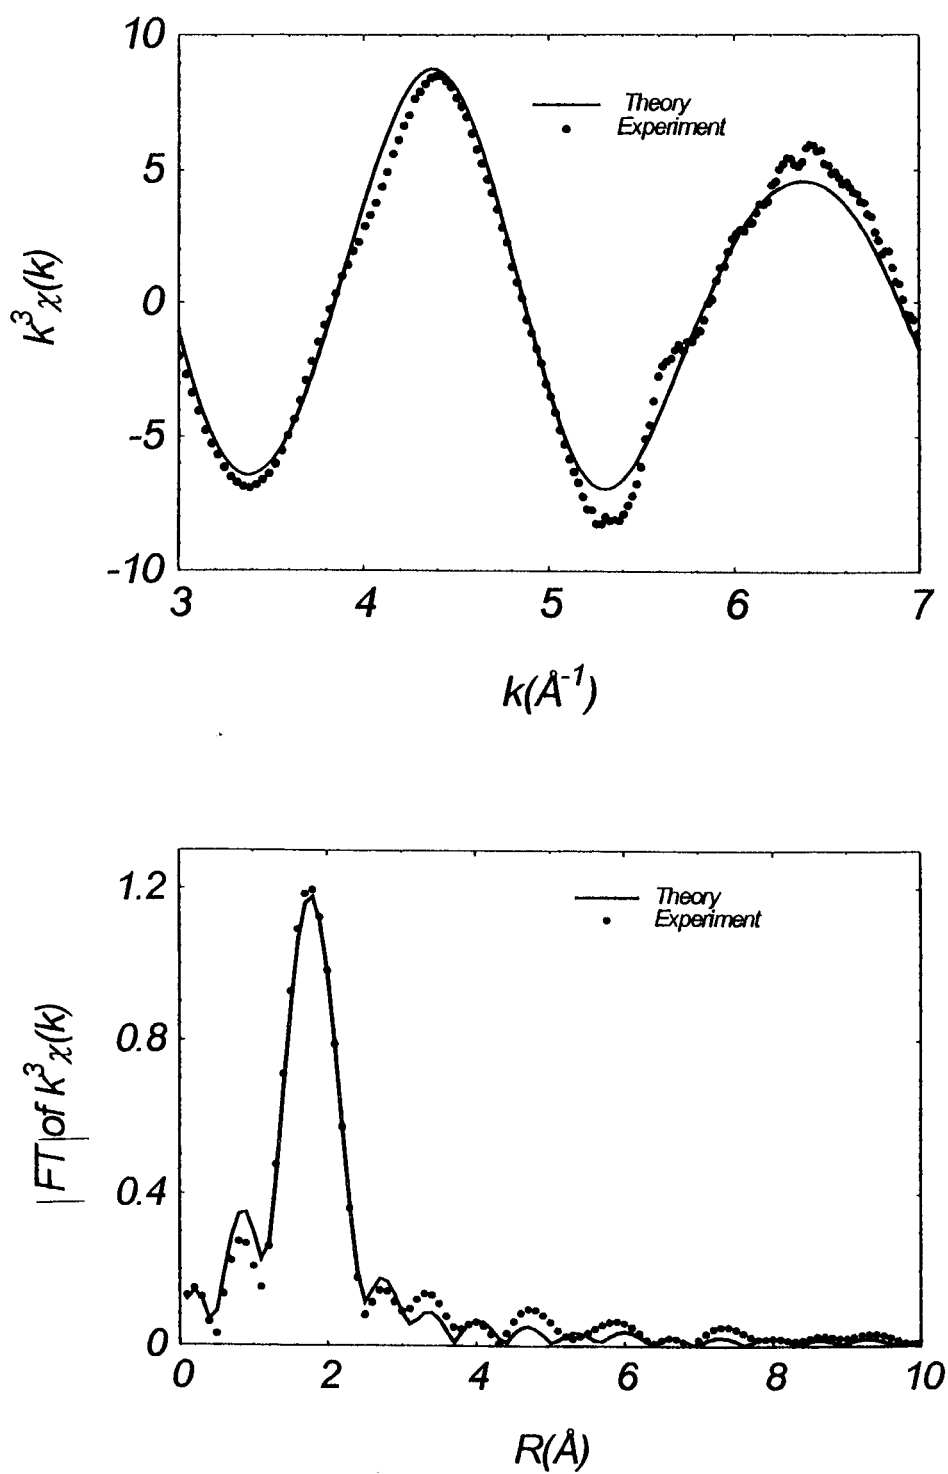 10
Theory
Experiment
5
k³χ(k)
0
-5
-10
3 4 5 6 7
k(Å⁻¹)
1.2
Theory
Experiment
0.8
|FT|of k³χ(k)
0.4
0
0 2 4 6 8 10
R(Å)